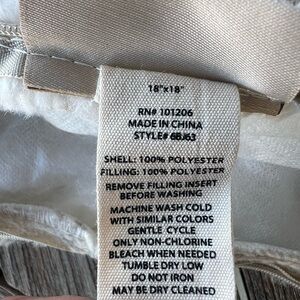 18"x18"
RN# 101206
MADE IN CHINA
STYLE# 6BJ63
SHELL: 100% POLYESTER
FILLING: 100% POLYESTER
REMOVE FILLING INSERT
BEFORE WASHING
MACHINE WASH COLD
WITH SIMILAR COLORS
GENTLE CYCLE
ONLY NON-CHLORINE
BLEACH WHEN NEEDED
TUMBLE DRY LOW
DO NOT IRON
MAY BE DRY CLEANED